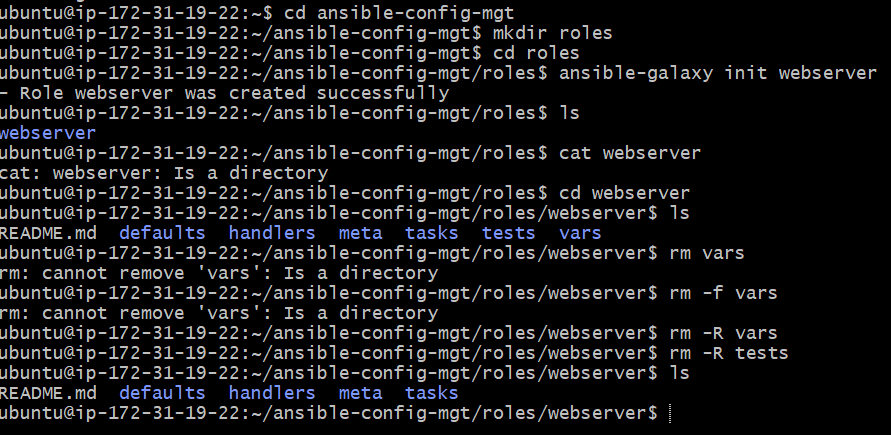 ubuntu@ip-172-31-19-22:~$ cd ansible-config-mgt
ubuntu@ip-172-31-19-22:~/ansible-config-mgt$ mkdir roles
ubuntu@ip-172-31-19-22:~/ansible-config-mgt$ cd roles
ubuntu@ip-172-31-19-22:~/ansible-config-mgt/roles$ ansible-galaxy init webserver
- Role webserver was created successfully
ubuntu@ip-172-31-19-22:~/ansible-config-mgt/roles$ ls
webserver
ubuntu@ip-172-31-19-22:~/ansible-config-mgt/roles$ cat webserver
cat: webserver: Is a directory
ubuntu@ip-172-31-19-22:~/ansible-config-mgt/roles$ cd webserver
ubuntu@ip-172-31-19-22:~/ansible-config-mgt/roles/webserver$ ls
README.md  defaults  handlers  meta  tasks  tests  vars
ubuntu@ip-172-31-19-22:~/ansible-config-mgt/roles/webserver$ rm vars
rm: cannot remove 'vars': Is a directory
ubuntu@ip-172-31-19-22:~/ansible-config-mgt/roles/webserver$ rm -f vars
rm: cannot remove 'vars': Is a directory
ubuntu@ip-172-31-19-22:~/ansible-config-mgt/roles/webserver$ rm -R vars
ubuntu@ip-172-31-19-22:~/ansible-config-mgt/roles/webserver$ rm -R tests
ubuntu@ip-172-31-19-22:~/ansible-config-mgt/roles/webserver$ ls
README.md  defaults  handlers  meta  tasks
ubuntu@ip-172-31-19-22:~/ansible-config-mgt/roles/webserver$